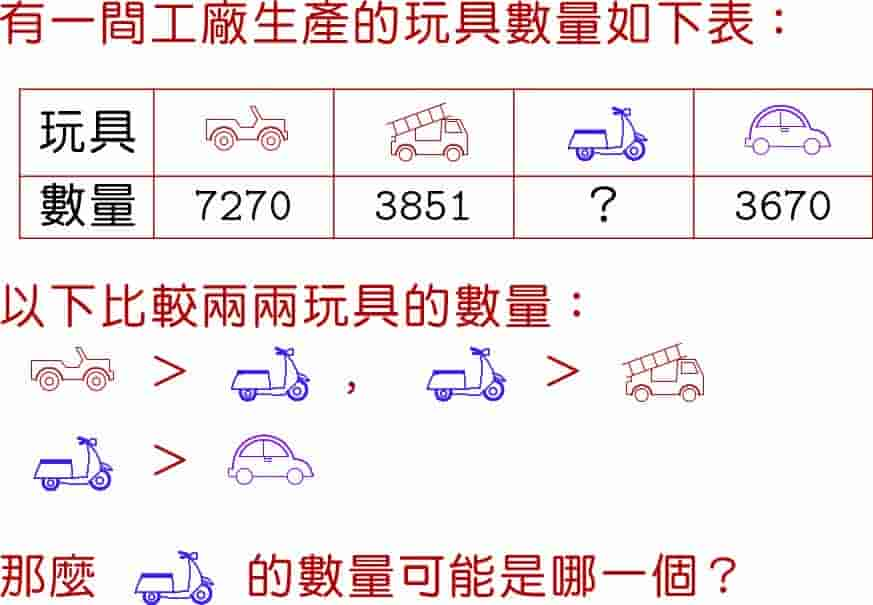 有一間工廠生產的玩具數量如下表：
玩具
數量 7270 3851 ? 3670
以下比較兩兩玩具的數量：
> , >
>
那麼 的數量可能是哪一個？